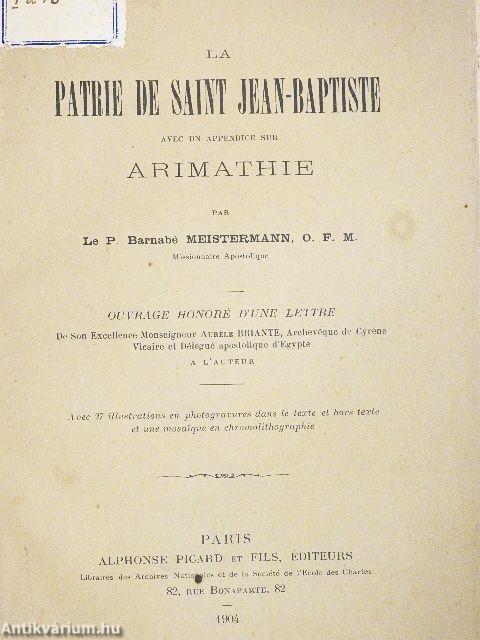 LA
PATRIE DE SAINT JEAN-BAPTISTE
AVEC UN APPENDICE SUR
ARIMATHIE
PAR
Le P. Barnabé MEISTERMANN, O. F. M.
Missionnaire Apostolique
OUVRAGE HONORÉ D'UNE LETTRE
De Son Excellence Monseigneur AURÈLE BRIANTE, Archevêque de Cyrène
Vicaire et Délégué apostolique d'Egypte
A L'AUTEUR
Avec 27 illustrations en photogravures dans le texte et hors texte
et une mosaïque en chromolithographie
PARIS
ALPHONSE PICARD ET FILS, ÉDITEURS
Libraires des Archives Nationales et de la Société de l'Ecole des Chartes
82, RUE BONAPARTE, 82
1904
Antikvárium.hu